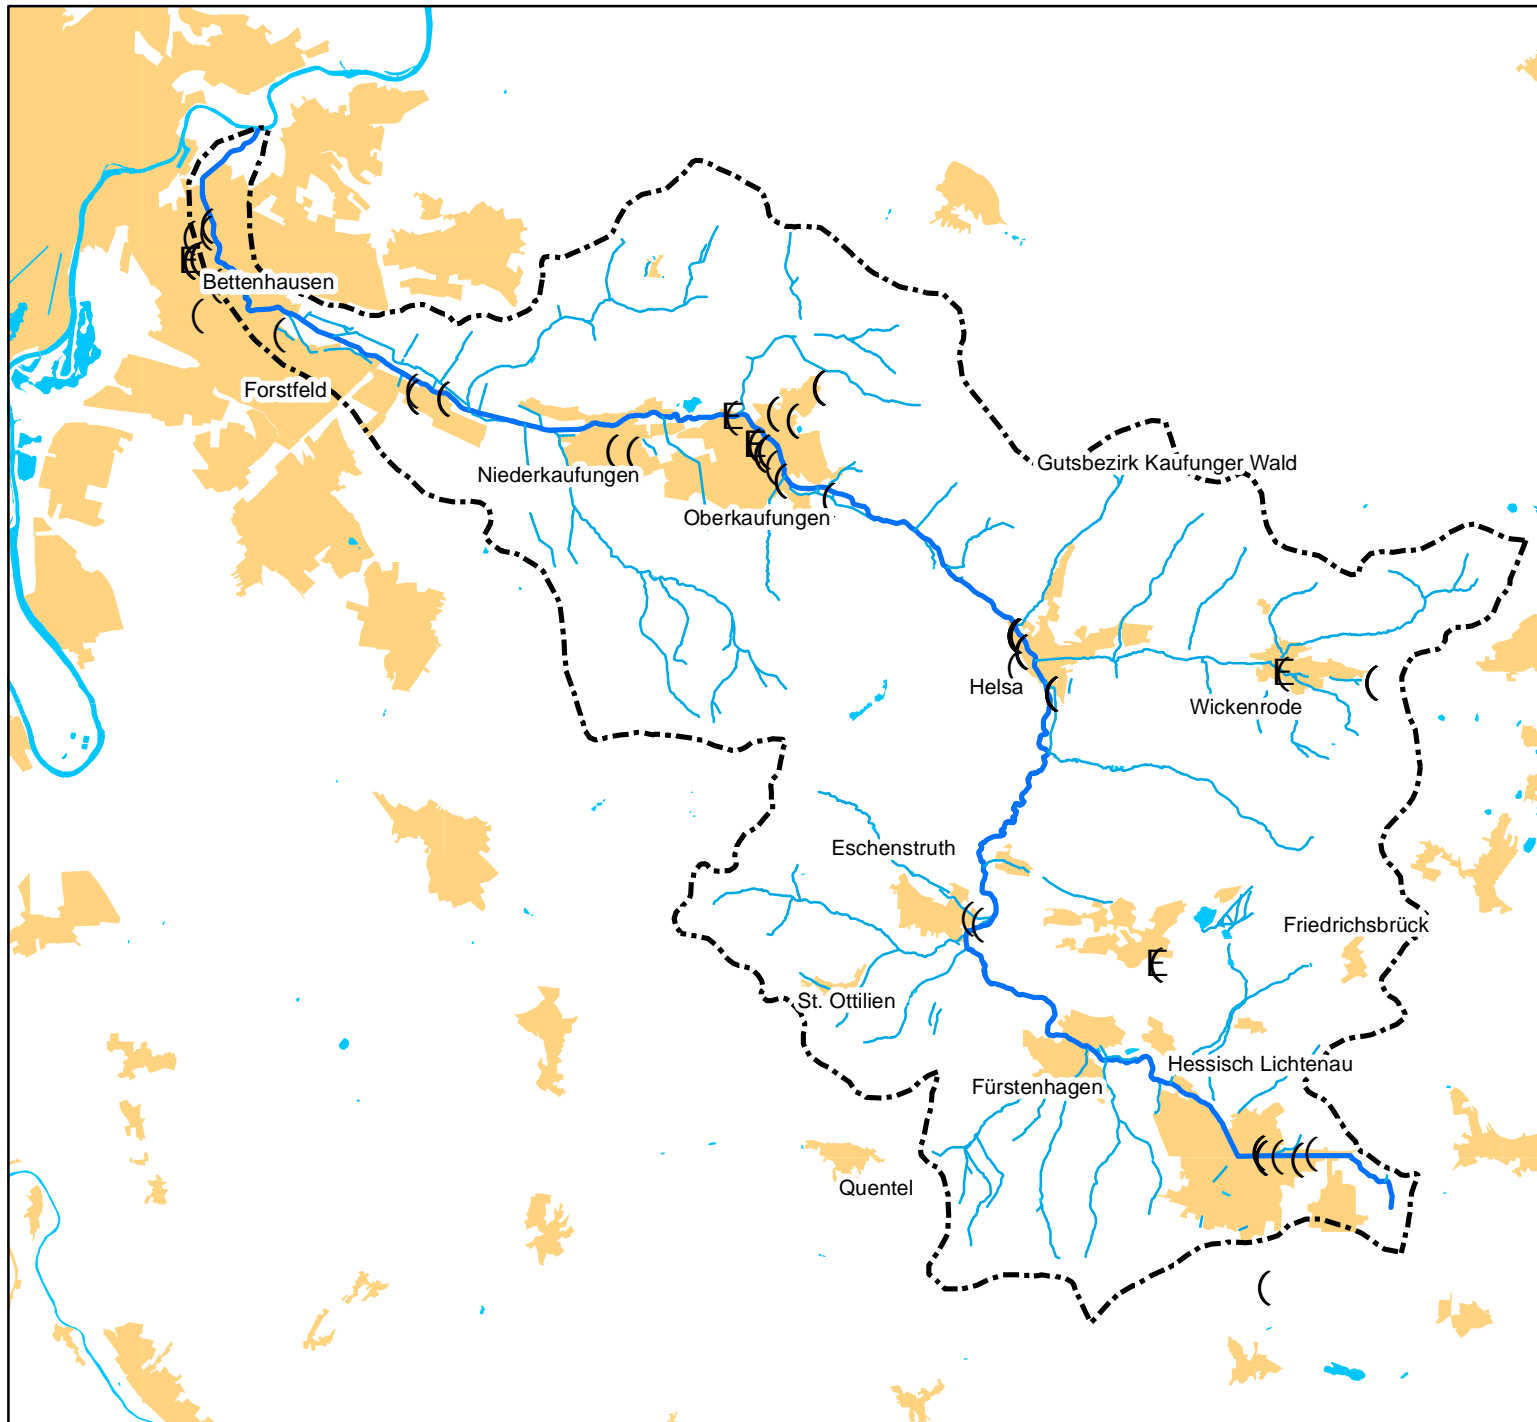 Bettenhausen
Forstfeld
Niederkaufungen
Gutsbezirk Kaufunger Wald
Oberkaufungen
Helsa
Wickenrode
Eschenstruth
Friedrichsbrück
St. Ottilien
Hessisch Lichtenau
Fürstenhagen
Quentel